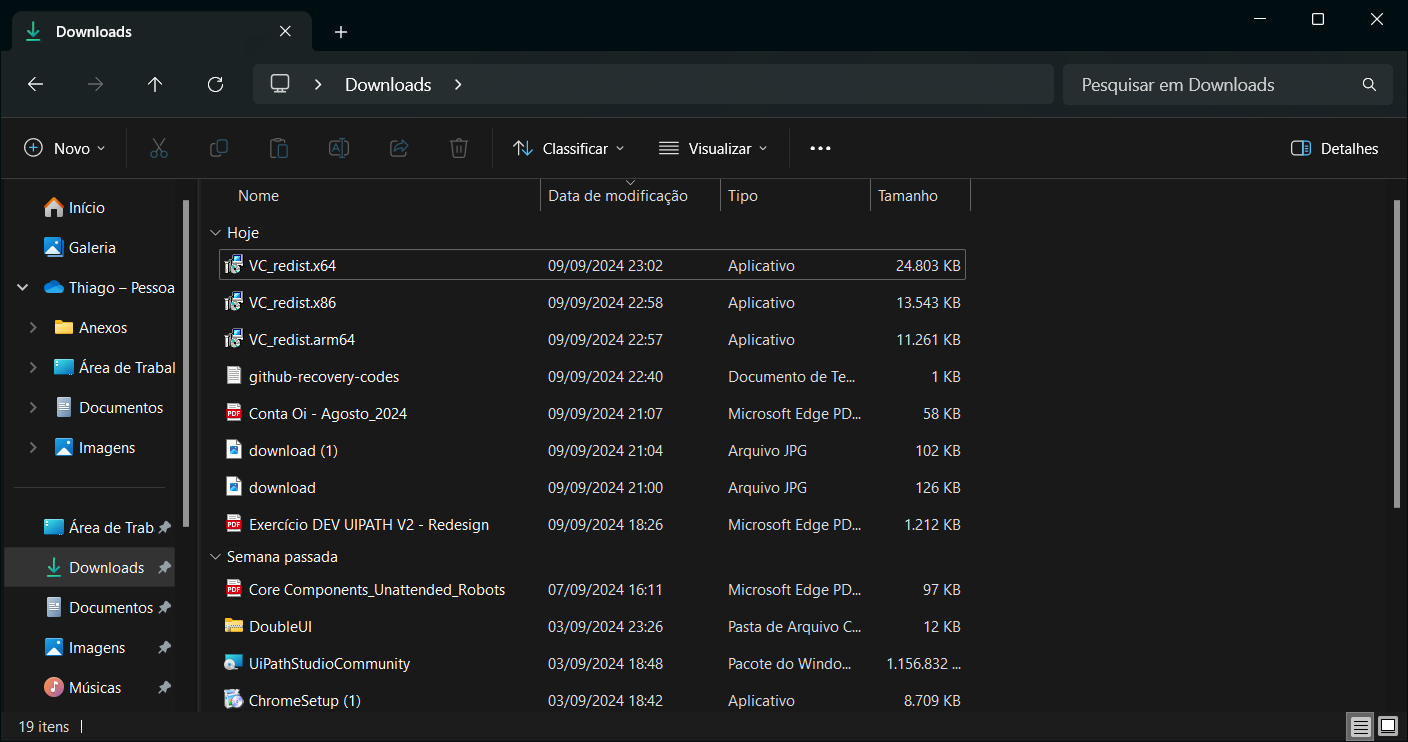 Downloads
Downloads
Pesquisar em Downloads
Novo
Classificar
Visualizar
Detalhes
Início
Galeria
Thiago – Pessoa
Anexos
Área de Trabal
Documentos
Imagens
Área de Trab
Downloads
Documentos
Imagens
Músicas
Nome Data de modificação Tipo Tamanho
Hoje
VC_redist.x64 09/09/2024 23:02 Aplicativo 24.803 KB
VC_redist.x86 09/09/2024 22:58 Aplicativo 13.543 KB
VC_redist.arm64 09/09/2024 22:57 Aplicativo 11.261 KB
github-recovery-codes 09/09/2024 22:40 Documento de Te... 1 KB
Conta Oi - Agosto_2024 09/09/2024 21:07 Microsoft Edge PD... 58 KB
download (1) 09/09/2024 21:04 Arquivo JPG 102 KB
download 09/09/2024 21:00 Arquivo JPG 126 KB
Exercício DEV UIPATH V2 - Redesign 09/09/2024 18:26 Microsoft Edge PD... 1.212 KB
Semana passada
Core Components_Unattended_Robots 07/09/2024 16:11 Microsoft Edge PD... 97 KB
DoubleUI 03/09/2024 23:26 Pasta de Arquivo C... 12 KB
UiPathStudioCommunity 03/09/2024 18:48 Pacote do Windo... 1.156.832 ...
ChromeSetup (1) 03/09/2024 18:42 Aplicativo 8.709 KB
19 itens